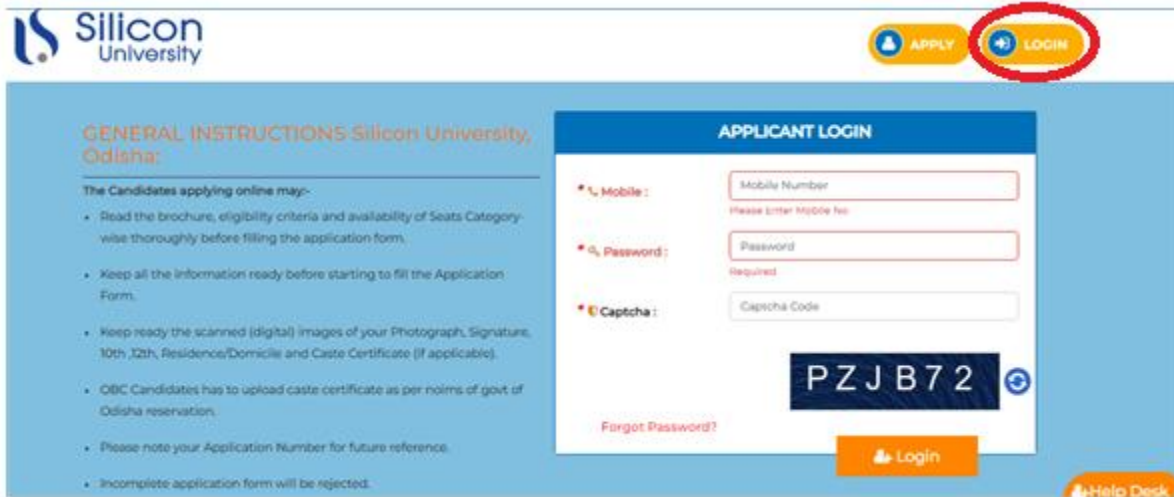 Silicon
University
APPLY
LOGIN
GENERAL INSTRUCTIONS Silicon University,
Odisha:
The Candidates applying online may:-
• Read the brochure, eligibility criteria and availability of Seats Category-
wise thoroughly before filling the application form.
• Keep all the information ready before starting to fill the Application
Form.
• Keep ready the scanned (digital) images of your Photograph, Signature,
10th ,12th, Residence/Domicile and Caste Certificate (if applicable).
• OBC Candidates has to upload caste certificate as per noims of govt of
Odisha reservation.
• Please note your Application Number for future reference.
• Incomplete application form will be rejected.
APPLICANT LOGIN
* Mobile :
Mobile Number
Please Enter Mobile No
* Password :
Password
Required
* Captcha :
Captcha Code
PZJB72
Forgot Password?
Login
Help Desk